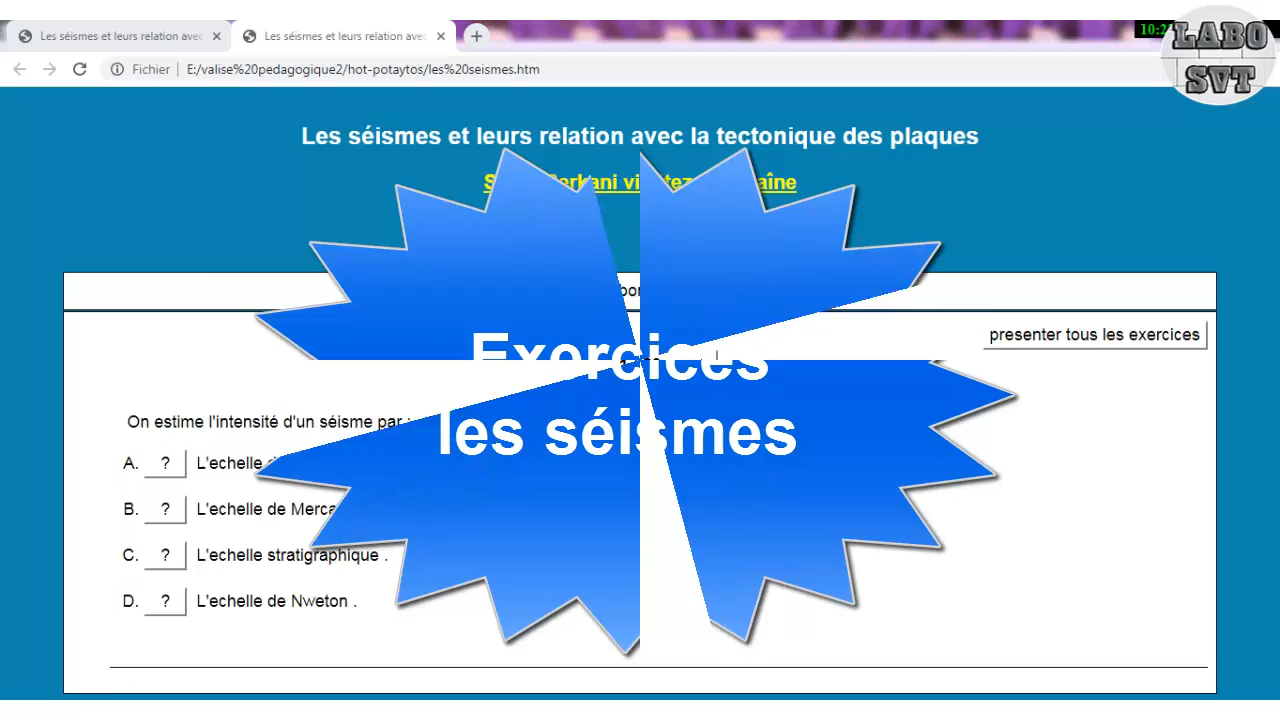 Les séismes et leurs relation avec
Les séismes et leurs relation avec
10:2
LABO
SVT
Fichier
E:/valise%20pedagogique2/hot-potaytos/les%20seismes.htm
Les séismes et leurs relation avec la tectonique des plaques
presenter tous les exercices
Exercices
les séismes
On estime l'intensité d'un séisme par
A. ? L'echelle
B. ? L'echelle de Merca
C. ? L'echelle stratigraphique .
D. ? L'echelle de Nweton .